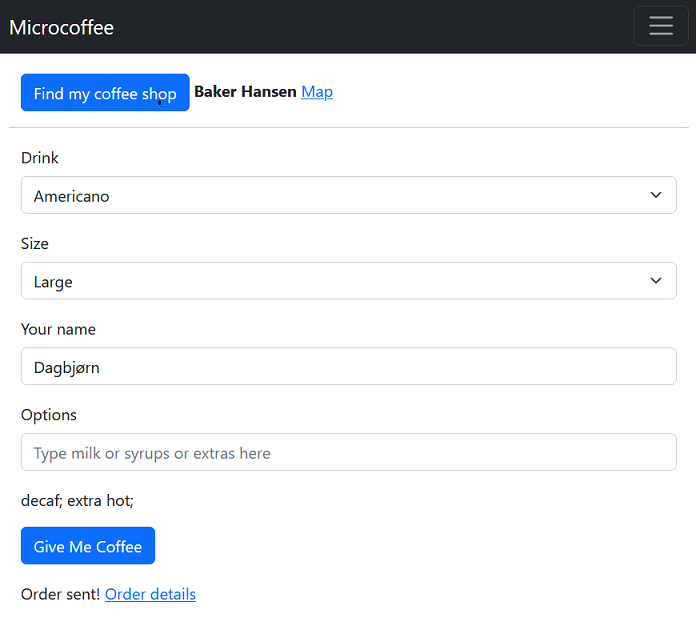 Microcoffee
Find my coffee shop Baker Hansen Map
Drink
Americano
Size
Large
Your name
Dagbjørn
Options
Type milk or syrups or extras here
decaf; extra hot;
Give Me Coffee
Order sent! Order details